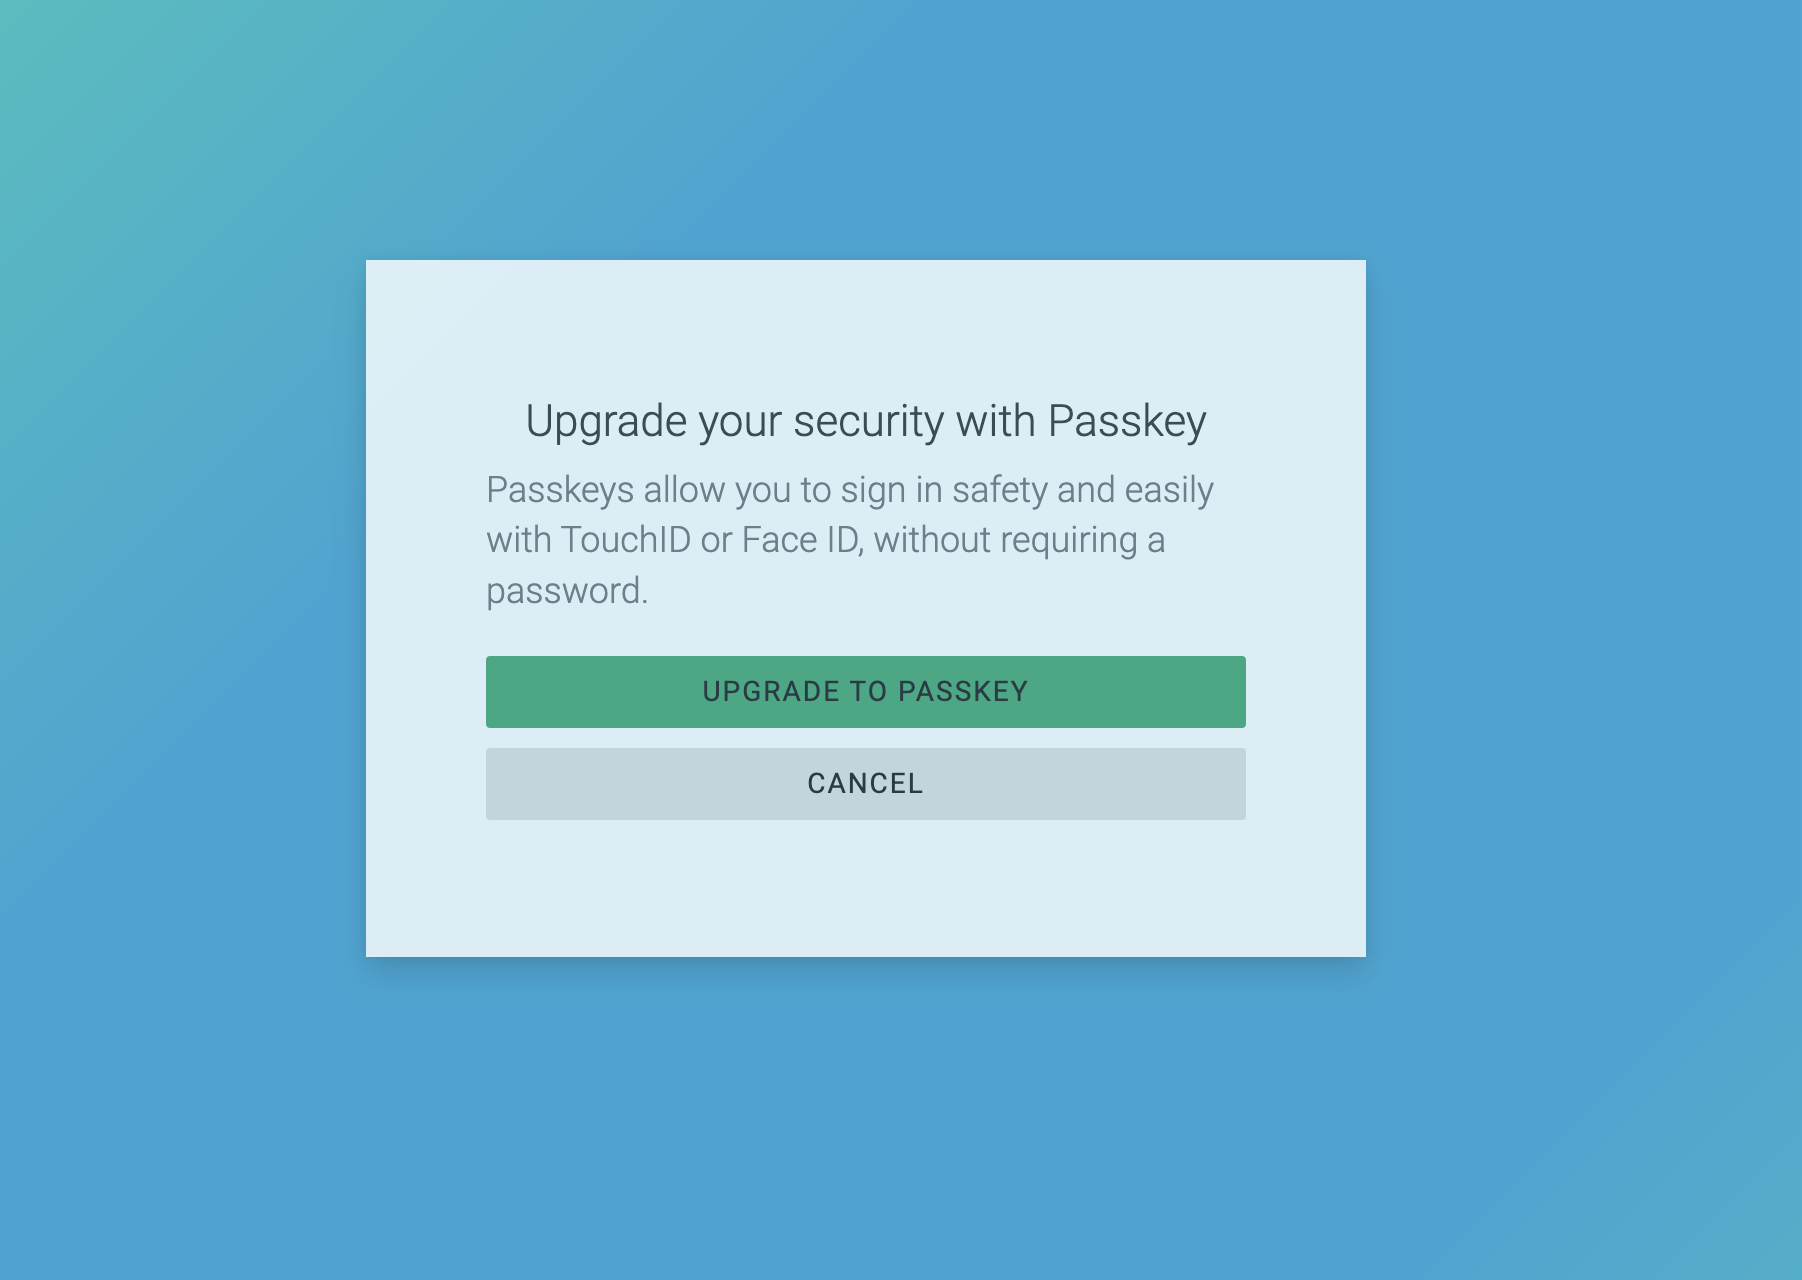 Upgrade your security with Passkey
Passkeys allow you to sign in safety and easily
with TouchID or Face ID, without requiring a
password.
UPGRADE TO PASSKEY
CANCEL